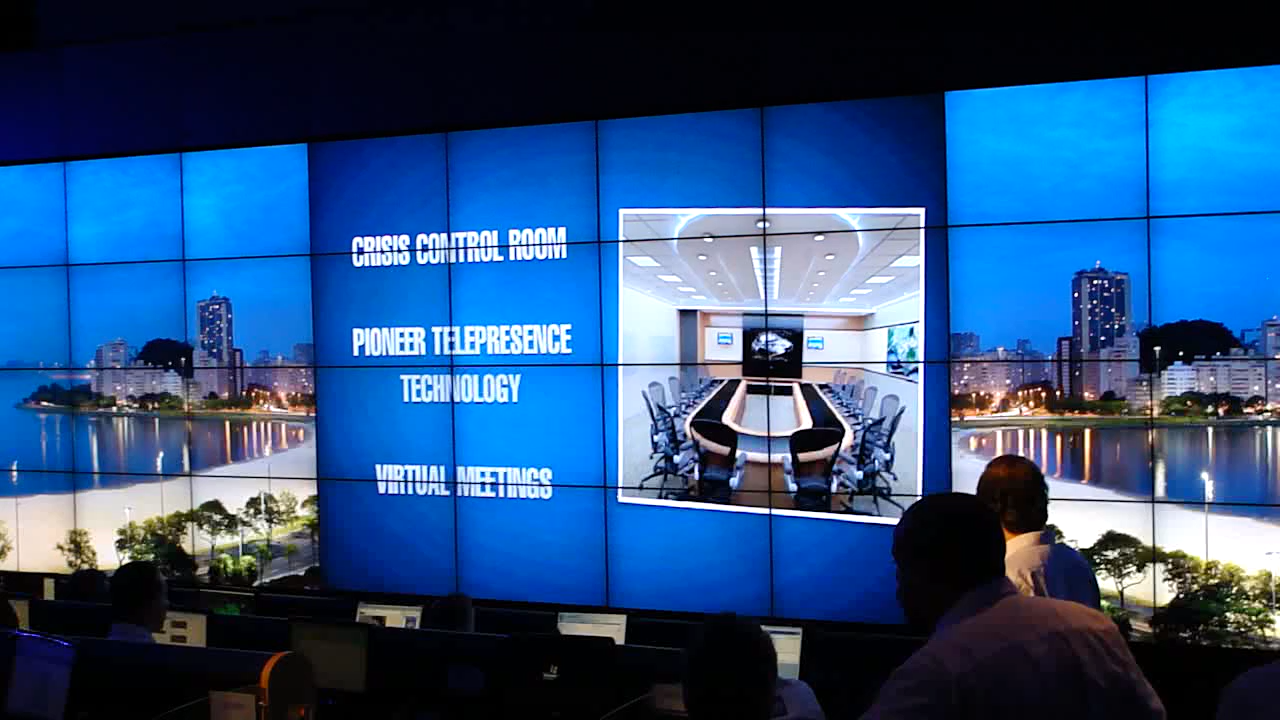 CRISIS CONTROL ROOM
PIONEER TELEPRESENCE
TECHNOLOGY
VIRTUAL MEETINGS